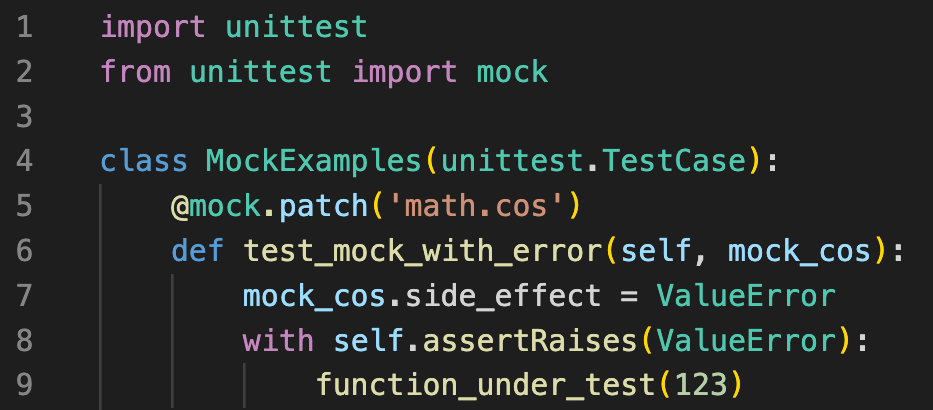 1 import unittest
2 from unittest import mock
3
4 class MockExamples(unittest.TestCase):
5     @mock.patch('math.cos')
6     def test_mock_with_error(self, mock_cos):
7         mock_cos.side_effect = ValueError
8         with self.assertRaises(ValueError):
9             function_under_test(123)